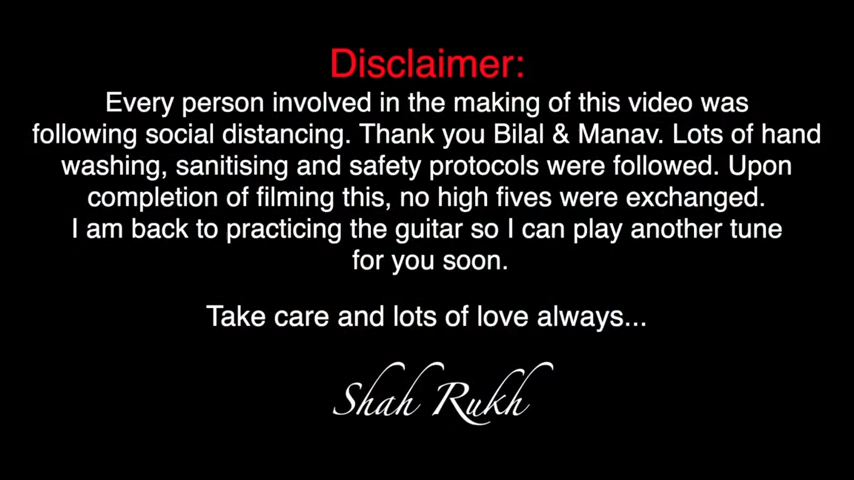 Disclaimer:
Every person involved in the making of this video was
following social distancing. Thank you Bilal & Manav. Lots of hand
washing, sanitising and safety protocols were followed. Upon
completion of filming this, no high fives were exchanged.
I am back to practicing the guitar so I can play another tune
for you soon.
Take care and lots of love always...
Shah Rukh